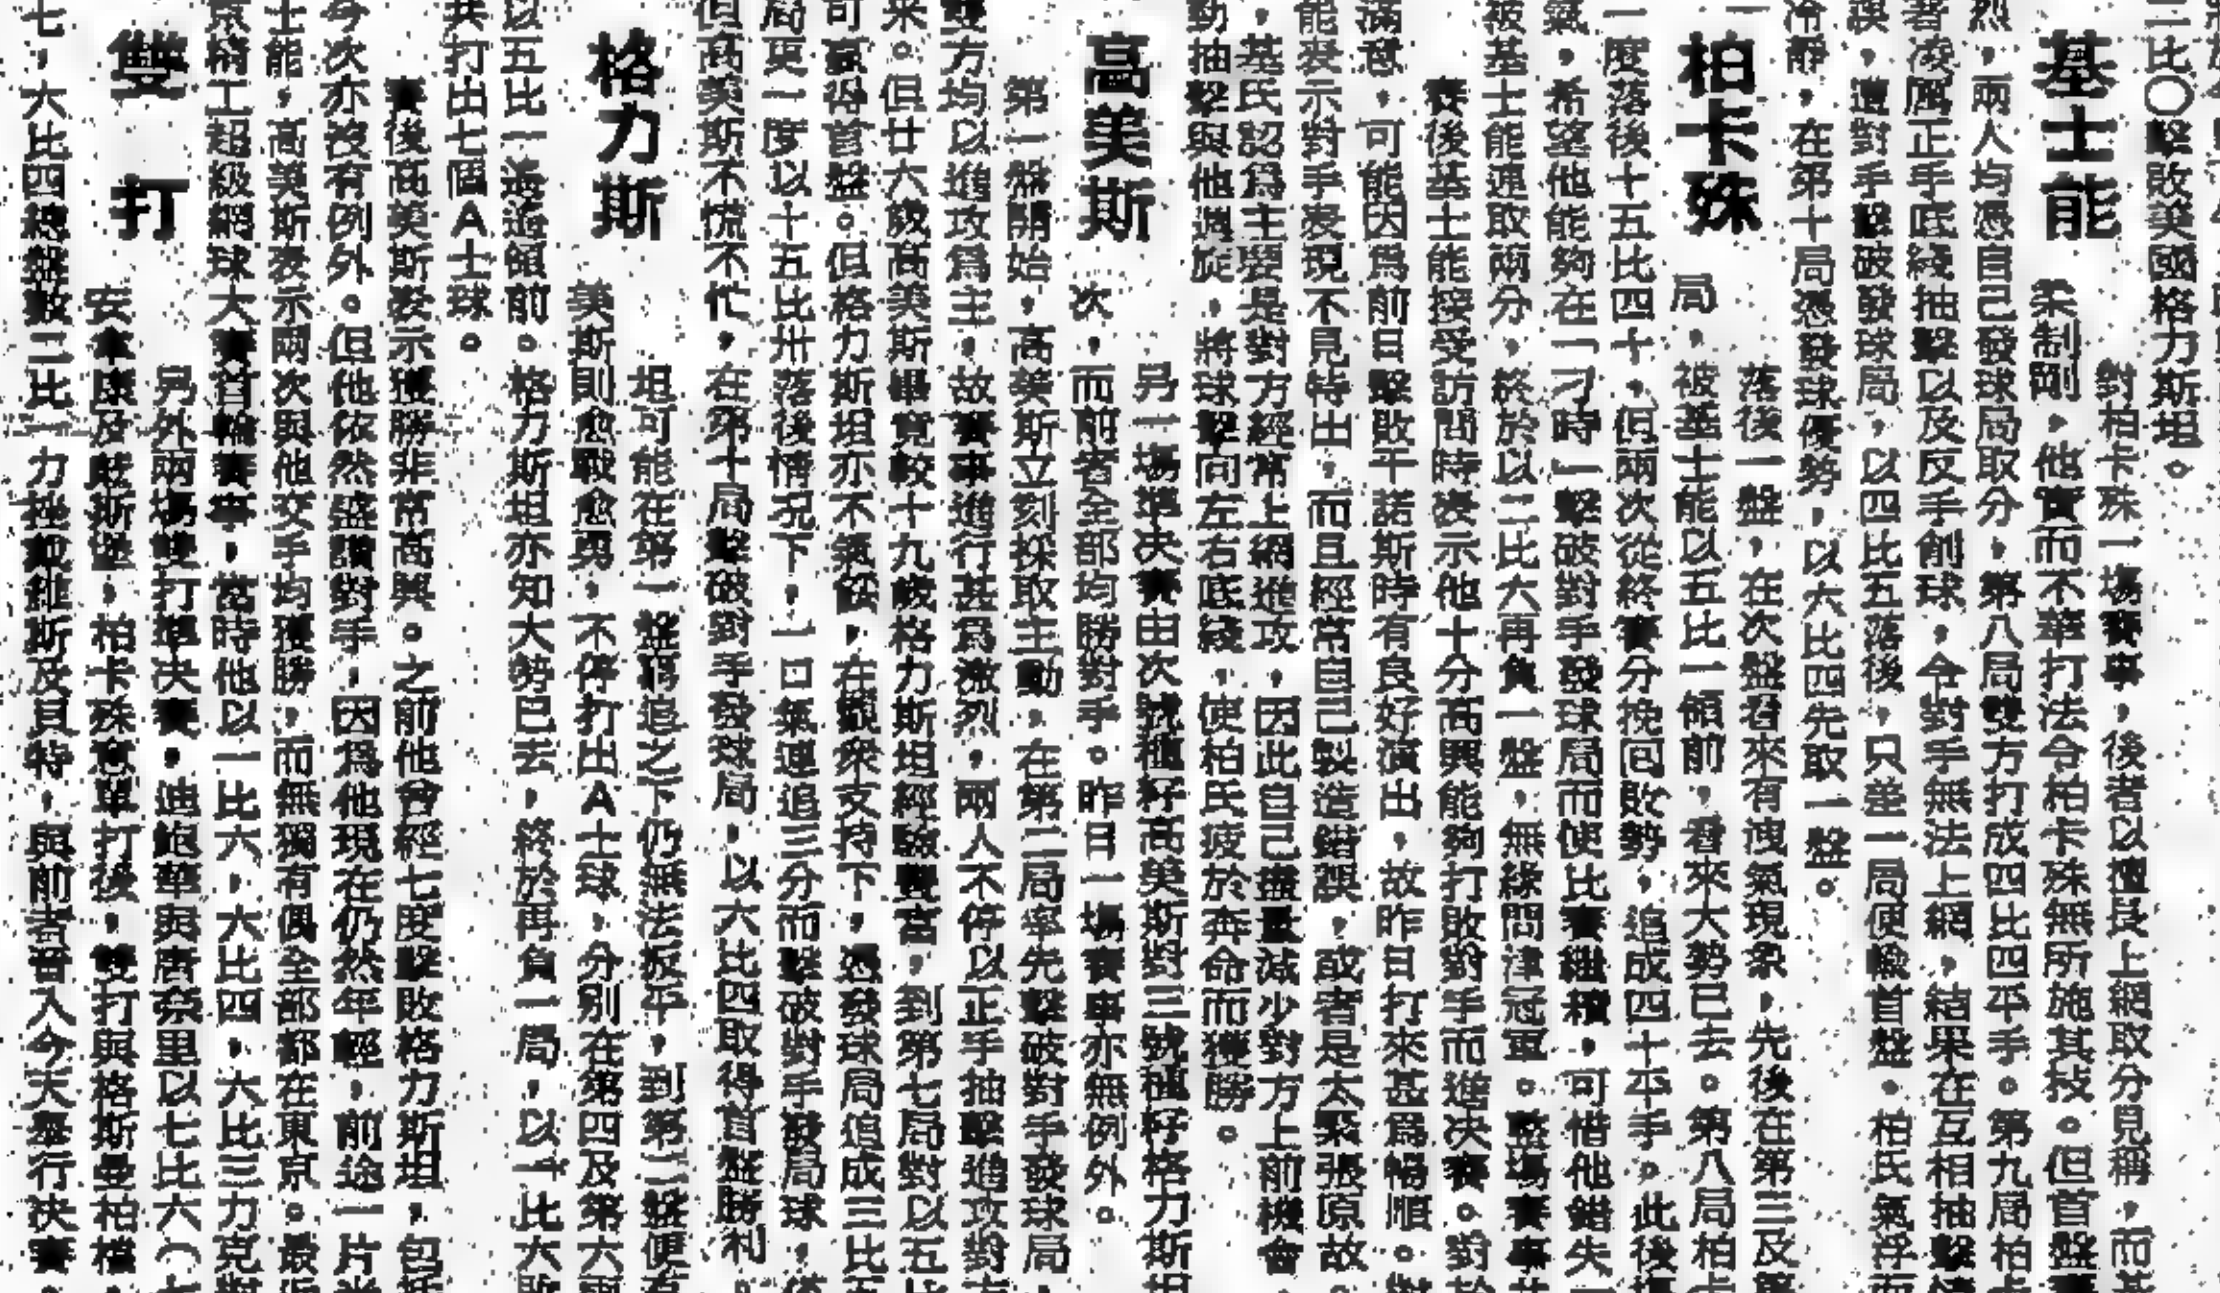 二比〇擊敗美國格力斯坦。
基士能
對柏卡殊一場賽事，後者以擅長上網取分見稱，而基
柔制剛，他實而不華打法令柏卡殊無所施其技。但首盤賽
烈，兩人均憑自己發球局取分，第八局雙方打成四比四平手。第九局柏卡
著凌厲正手底綫抽擊以及反手削球，令對手無法上網，結果在互相抽擊
誤，遭對手擊破發球局，以四比五落後，只差一局便輸首盤。柏氏氣浮而
冷靜，在第十局憑發球優勢，以大比四先取一盤。
柏卡殊
落後一盤，在次盤看來有洩氣現象，先後在第三及第
局，被基士能以五比一領前，看來大勢已去。第八局柏卡
一度落後十五比四十，但兩次從終賽分挽回敗勢，追成四十平手。此後
氣，希望他能夠在「刁時」擊破對手發球局而使比賽繼續，可惜他錯失一
被基士能連取兩分，終於以二比六再負一盤，無緣問津冠軍。整場賽事共
賽後基士能接受訪問時表示他十分高興能夠打敗對手而進決賽。對於
滿意，可能因爲前日擊敗干諾斯時有良好演出，故昨日打來甚爲暢順。
能表示對手表現不見特出，而且經常自己製造錯誤，或者是太緊張原故。
，基氏認爲主要是對方經常上網進攻，因此自己盡量減少對方上前機會
動抽擊與他週旋，將球擊向左右底綫，使柏氏疲於奔命而獲勝。
高美斯
另一場準決賽由次號種籽高美斯對三號種籽格力斯坦
次，而前者全部均勝對手。昨日一場賽事亦無例外。
第一盤開始，高美斯立刻採取主動，在第二局率先擊破對手發球局，
雙方均以進攻爲主，故賽事進行甚爲激烈，兩人不停以正手抽擊進攻對方
來。但廿六歲高美斯畢竟較十九歲格力斯坦經驗豐富，到第七局對以五比
可贏得首盤。但格力斯坦亦不氣餒，在觀衆支持下，憑發球局追成三比五
局更一度以十五比卅落後情況下，一口氣連追三分而擊破對手發局球，
但高美斯不慌不忙，在第十局擊破對手發球局，以六比四取得首盤勝利。
格力斯
坦可能在第一盤窮追之下仍無法扳平，到第二盤便有
美斯則愈戰愈勇，不停打出A士球，分別在第四及第六兩
以五比一遙遙領前。格力斯坦亦知大勢已去，終於再負一局，以一比六敗
共打出七個A士球。
賽後高美斯表示獲勝非常高興。之前他曾經七度擊敗格力斯坦，包括
今次亦沒有例外。但他依然盛讚對手，因爲他現在仍然年輕，前途一片光
士能，高美斯表示兩次與他交手均獲勝，而無獨有偶全部都在東京。最近
京椅工超級網球大賽首輪賽事，當時他以一比六，六比四，六比三力克對
雙打
另外兩場雙打準決賽，迪飽華與唐奈里以七比六（七
安拿康及畦斯堡，柏卡殊意單打後，雙打與格斯曼柏檔
七，六比四總報敗二比一力挫鄭維斯及貝特，與前者晉入今天舉行決賽。